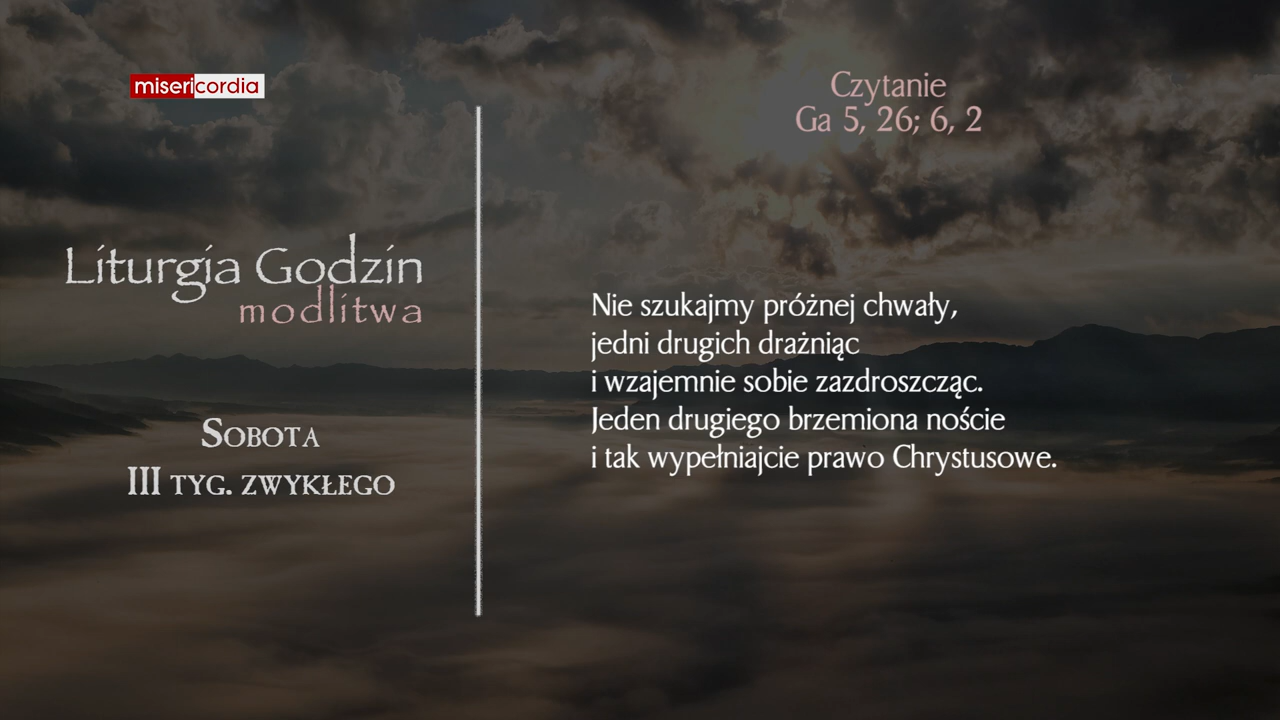 misericordia
Liturgia Godzin
modlitwa
Sobota
III tyg. zwykłego
Czytanie
Ga 5, 26; 6, 2
Nie szukajmy próżnej chwały,
jedni drugich drażniąc
i wzajemnie sobie zazdroszcząc.
Jeden drugiego brzemiona noście
i tak wypełniajcie prawo Chrystusowe.